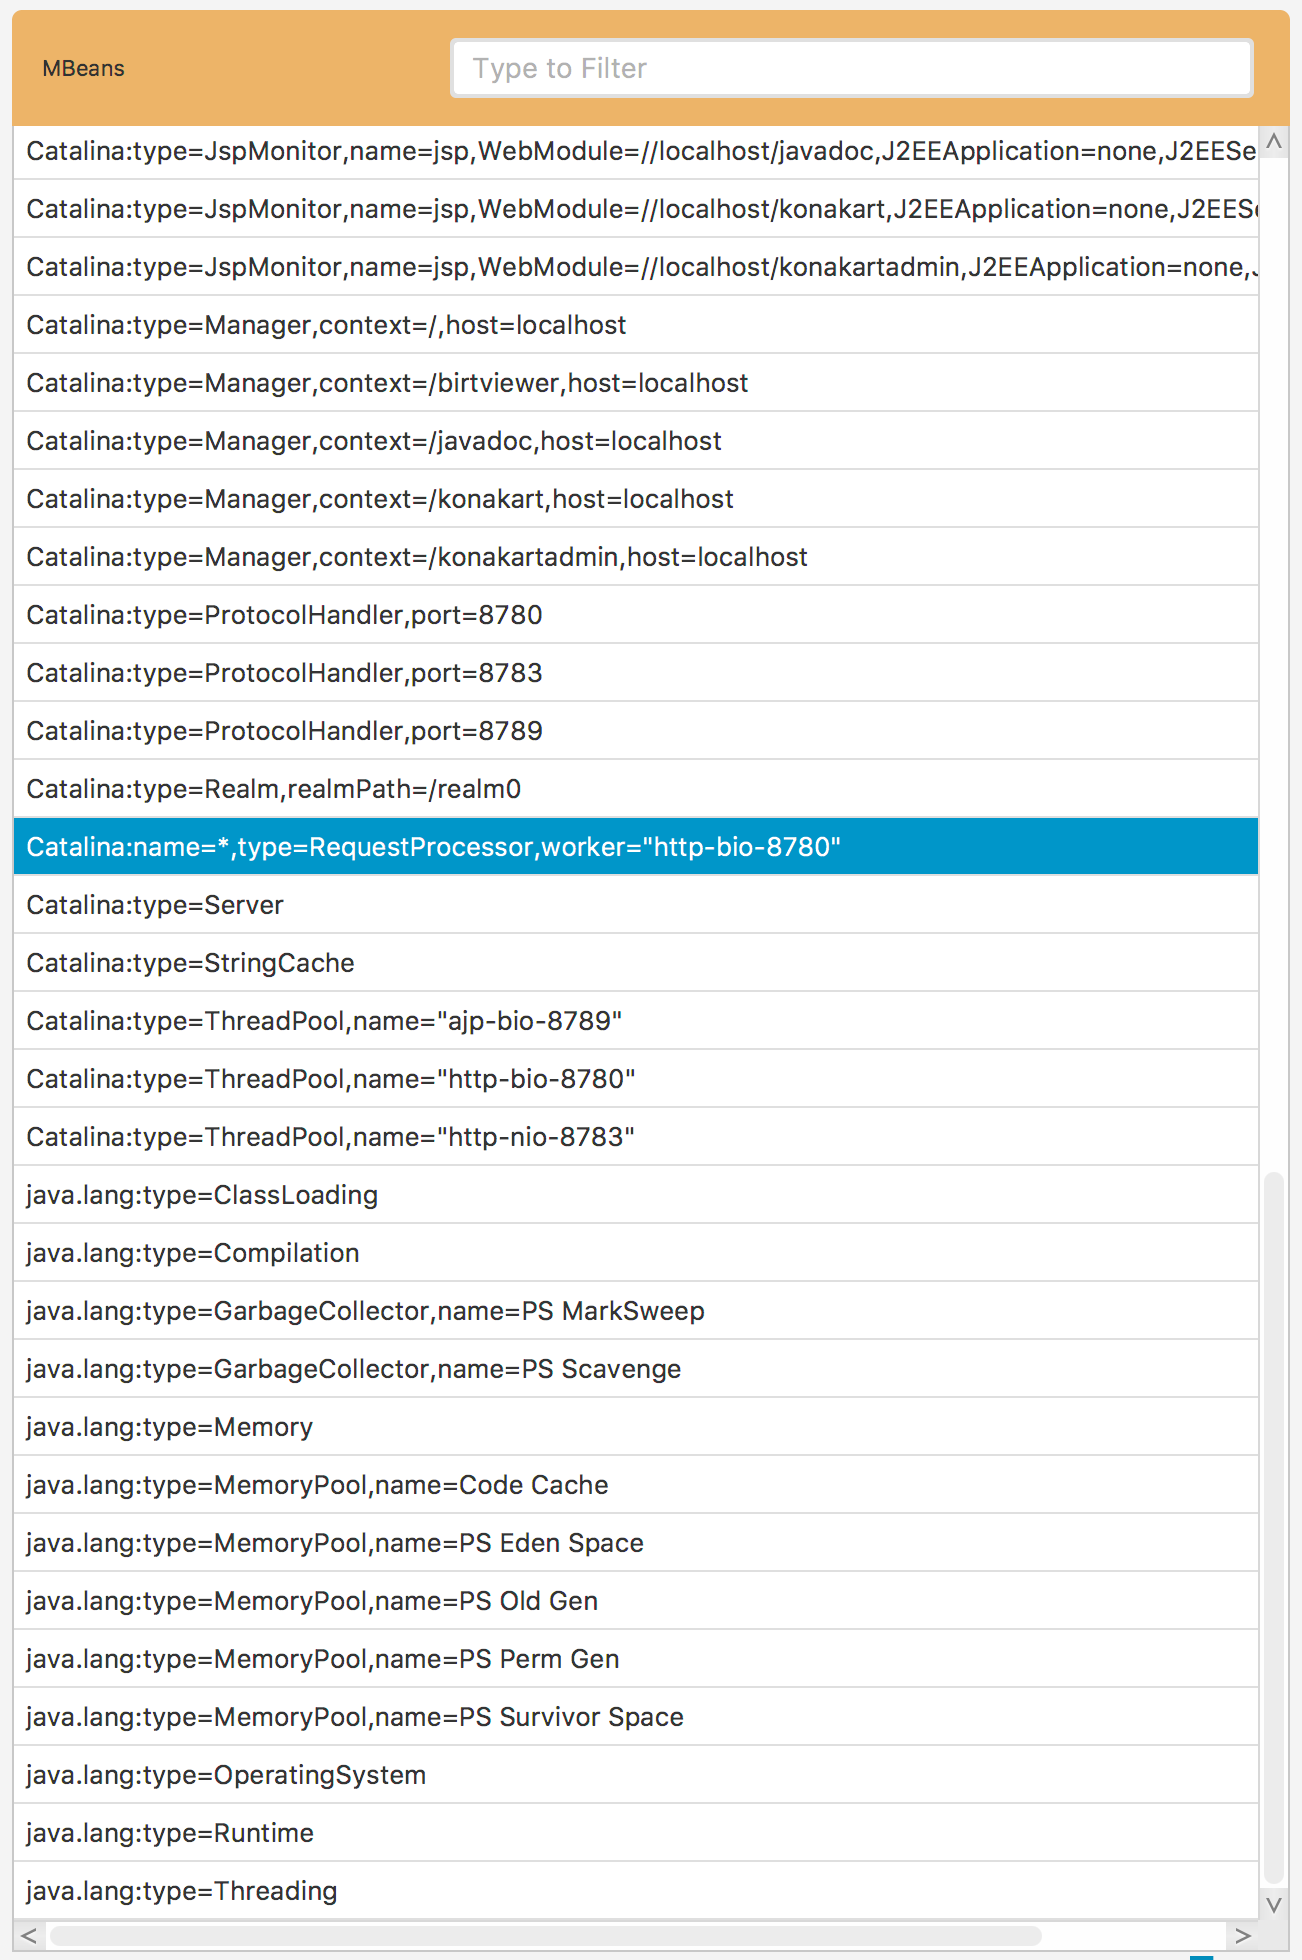 MBeans
Type to Filter
Catalina:type=JspMonitor,name=jsp,WebModule=//localhost/javadoc,J2EEApplication=none,J2EESe
Catalina:type=JspMonitor,name=jsp,WebModule=//localhost/konakart,J2EEApplication=none,J2EES
Catalina:type=JspMonitor,name=jsp,WebModule=//localhost/konakartadmin,J2EEApplication=none,
Catalina:type=Manager,context=/,host=localhost
Catalina:type=Manager,context=/birtviewer,host=localhost
Catalina:type=Manager,context=/javadoc,host=localhost
Catalina:type=Manager,context=/konakart,host=localhost
Catalina:type=Manager,context=/konakartadmin,host=localhost
Catalina:type=ProtocolHandler,port=8780
Catalina:type=ProtocolHandler,port=8783
Catalina:type=ProtocolHandler,port=8789
Catalina:type=Realm,realmPath=/realm0
Catalina:name=*,type=RequestProcessor,worker="http-bio-8780"
Catalina:type=Server
Catalina:type=StringCache
Catalina:type=ThreadPool,name="ajp-bio-8789"
Catalina:type=ThreadPool,name="http-bio-8780"
Catalina:type=ThreadPool,name="http-nio-8783"
java.lang:type=ClassLoading
java.lang:type=Compilation
java.lang:type=GarbageCollector,name=PS MarkSweep
java.lang:type=GarbageCollector,name=PS Scavenge
java.lang:type=Memory
java.lang:type=MemoryPool,name=Code Cache
java.lang:type=MemoryPool,name=PS Eden Space
java.lang:type=MemoryPool,name=PS Old Gen
java.lang:type=MemoryPool,name=PS Perm Gen
java.lang:type=MemoryPool,name=PS Survivor Space
java.lang:type=OperatingSystem
java.lang:type=Runtime
java.lang:type=Threading